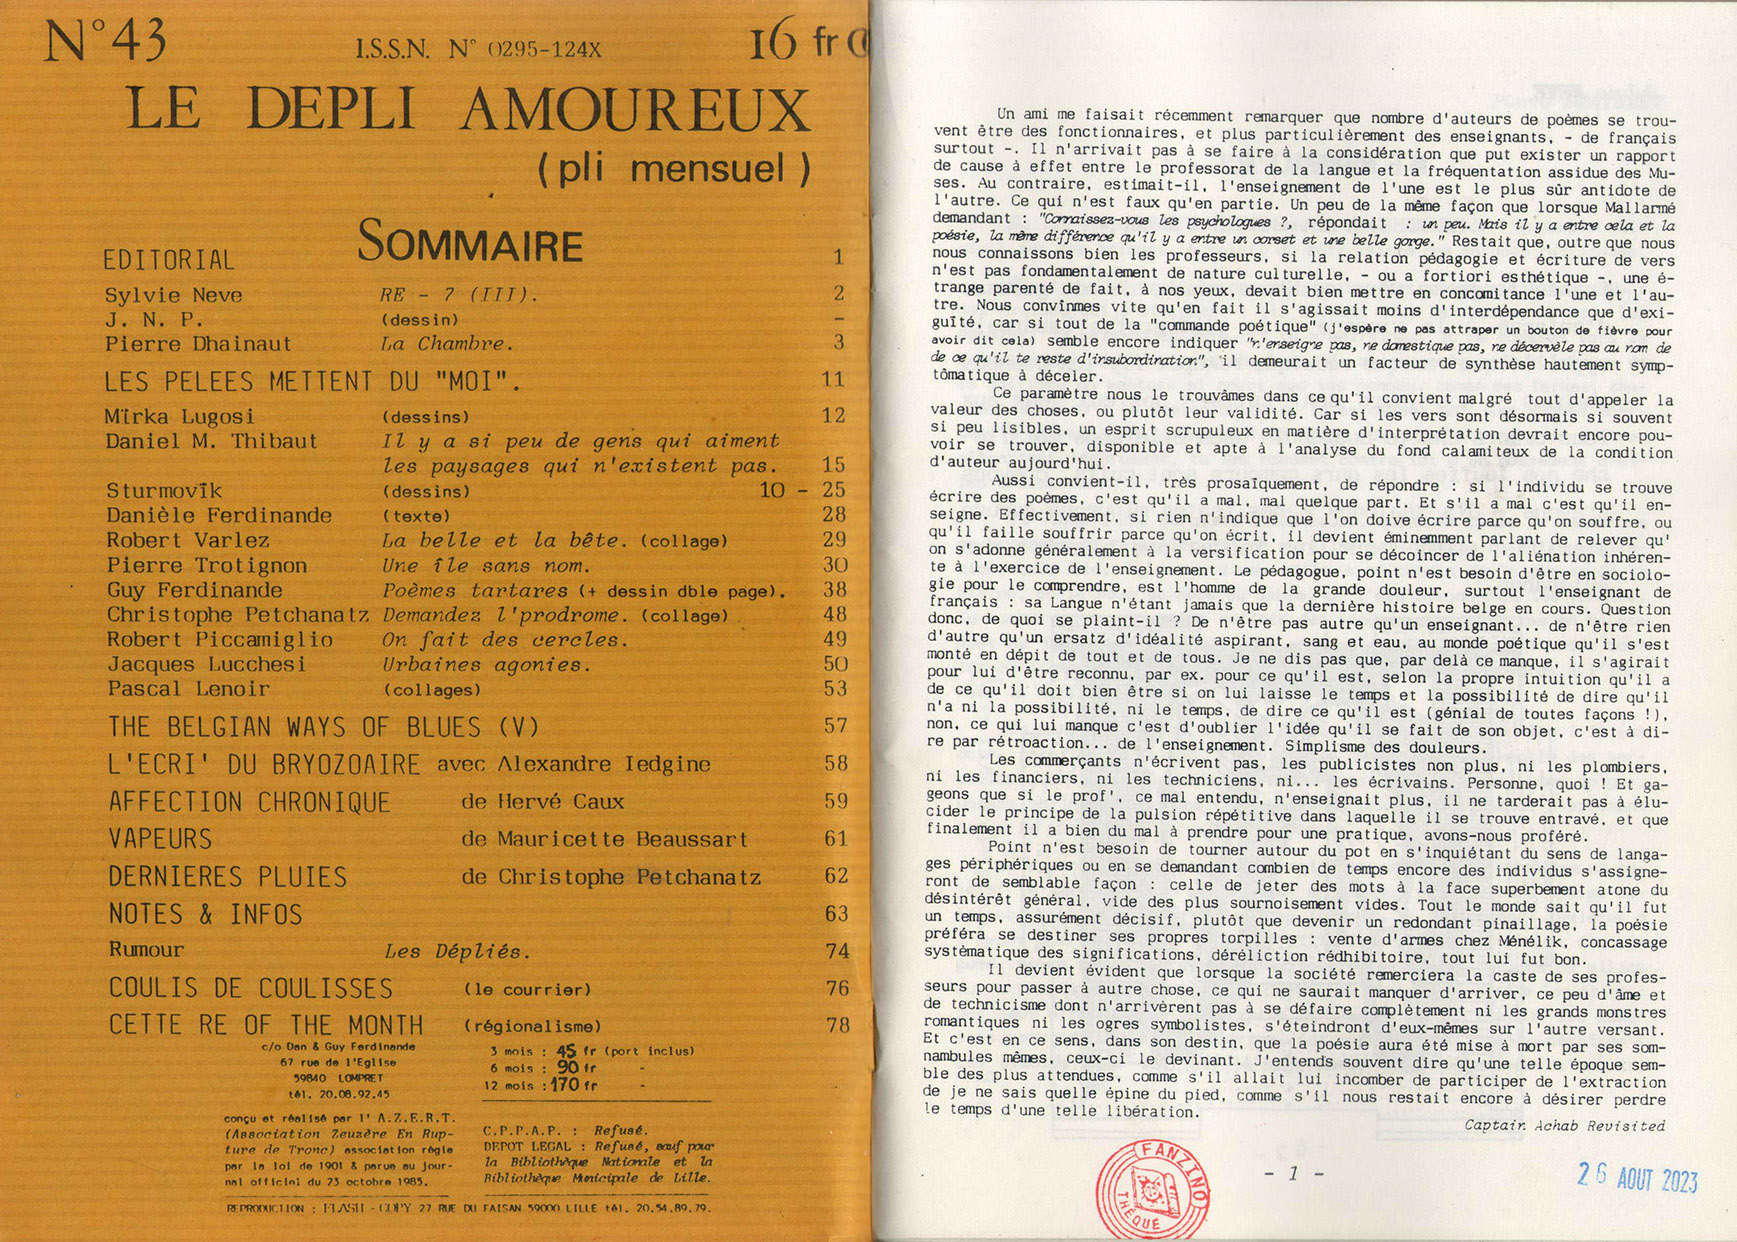 N°43
I.S.S.N. N° 0295-124X
16 fr
LE DEPLI AMOUREUX
(pli mensuel)
SOMMAIRE
EDITORIAL 1
Sylvie Neve RE - 7 (III). 2
J. N. P. (dessin) -
Pierre Dhainaut La Chambre. 3
LES PELEES METTENT DU "MOI". 11
Mirka Lugosi (dessins) 12
Daniel M. Thibaut Il y a si peu de gens qui aiment
les paysages qui n'existent pas. 15
Sturmovik (dessins) 10 - 25
Danièle Ferdinande (texte) 28
Robert Varlez La belle et la bête. (collage) 29
Pierre Trotignon Une île sans nom. 30
Guy Ferdinande Poèmes tartares (+ dessin dble page). 38
Christophe Petchanatz Demandez l'prodrome. (collage) 48
Robert Piccamiglio On fait des cercles. 49
Jacques Lucchesi Urbaines agonies. 50
Pascal Lenoir (collages) 53
THE BELGIAN WAYS OF BLUES (V) 57
L'ECRI' DU BRYOZOAIRE avec Alexandre Iedgine 58
AFFECTION CHRONIQUE de Hervé Caux 59
VAPEURS de Mauricette Beaussart 61
DERNIERES PLUIES de Christophe Petchanatz 62
NOTES & INFOS 63
Rumour Les Dépliés. 74
COULIS DE COULISSES (le courrier) 76
CETTE RE OF THE MONTH (régionalisme) 78
c/o Dan & Guy Ferdinande
67 rue de l'Eglise
59840 LOMPRET
tél. 20.08.92.45
3 mois : 45 fr (port inclus)
6 mois : 90 fr -
12 mois : 170 fr -
conçu et réalisé par l' A.Z.E.R.T.
(Association Zeuzère En Rup-
ture de Tronc) association régie
par la loi de 1901 & parue au jour-
nal officiel du 23 octobre 1985.
C.P.P.A.P. : Refusé.
DEPOT LEGAL : Refusé, sauf pour
la Bibliothèque Nationale et la
Bibliothèque Municipale de Lille.
REPRODUCTION : FLASH - COPY 27 RUE DU FAISAN 59000 LILLE tél. 20.54.89.79.
Un ami me faisait récemment remarquer que nombre d'auteurs de poèmes se trou-
vent être des fonctionnaires, et plus particulièrement des enseignants, - de français
surtout -. Il n'arrivait pas à se faire à la considération que put exister un rapport
de cause à effet entre le professorat de la langue et la fréquentation assidue des Mu-
ses. Au contraire, estimait-il, l'enseignement de l'une est le plus sûr antidote de
l'autre. Ce qui n'est faux qu'en partie. Un peu de la même façon que lorsque Mallarmé
demandant : "Connaissez-vous les psychologues ?, répondait : un peu. Mais il y a entre cela et la
poésie, la même différence qu'il y a entre un corset et une belle gorge." Restait que, outre que nous
nous connaissons bien les professeurs, si la relation pédagogie et écriture de vers
n'est pas fondamentalement de nature culturelle, - ou a fortiori esthétique -, une é-
trange parenté de fait, à nos yeux, devait bien mettre en concomitance l'une et l'au-
tre. Nous convînmes vite qu'en fait il s'agissait moins d'interdépendance que d'exi-
guïté, car si tout de la "commande poétique" (j'espère ne pas attraper un bouton de fièvre pour
avoir dit cela) semble encore indiquer "n'enseigne pas, ne domestique pas, ne décervèle pas au nom de
de ce qu'il te reste d'insubordination", il demeurait un facteur de synthèse hautement symp-
tômatique à déceler.
Ce paramètre nous le trouvâmes dans ce qu'il convient malgré tout d'appeler la
valeur des choses, ou plutôt leur validité. Car si les vers sont désormais si souvent
si peu lisibles, un esprit scrupuleux en matière d'interprétation devrait encore pou-
voir se trouver, disponible et apte à l'analyse du fond calamiteux de la condition
d'auteur aujourd'hui.
Aussi convient-il, très prosaïquement, de répondre : si l'individu se trouve
écrire des poèmes, c'est qu'il a mal, mal quelque part. Et s'il a mal c'est qu'il en-
seigne. Effectivement, si rien n'indique que l'on doive écrire parce qu'on souffre, ou
qu'il faille souffrir parce qu'on écrit, il devient éminemment parlant de relever qu'
on s'adonne généralement à la versification pour se décoincer de l'aliénation inhéren-
te à l'exercice de l'enseignement. Le pédagogue, point n'est besoin d'être en sociolo-
gie pour le comprendre, est l'homme de la grande douleur, surtout l'enseignant de
français : sa Langue n'étant jamais que la dernière histoire belge en cours. Question
donc, de quoi se plaint-il ? De n'être pas autre qu'un enseignant... de n'être rien
d'autre qu'un ersatz d'idéalité aspirant, sang et eau, au monde poétique qu'il s'est
monté en dépit de tout et de tous. Je ne dis pas que, par delà ce manque, il s'agirait
pour lui d'être reconnu, par ex. pour ce qu'il est, selon la propre intuition qu'il a
de ce qu'il doit bien être si on lui laisse le temps et la possibilité de dire qu'il
n'a ni la possibilité, ni le temps, de dire ce qu'il est (génial de toutes façons !),
non, ce qui lui manque c'est d'oublier l'idée qu'il se fait de son objet, c'est à di-
re par rétroaction... de l'enseignement. Simplisme des douleurs.
Les commerçants n'écrivent pas, les publicistes non plus, ni les plombiers,
ni les financiers, ni les techniciens, ni... les écrivains. Personne, quoi ! Et ga-
geons que si le prof', ce mal entendu, n'enseignait plus, il ne tarderait pas à élu-
cider le principe de la pulsion répétitive dans laquelle il se trouve entravé, et que
finalement il a bien du mal à prendre pour une pratique, avons-nous proféré.
Point n'est besoin de tourner autour du pot en s'inquiétant du sens de langa-
ges périphériques ou en se demandant combien de temps encore des individus s'assigne-
ront de semblable façon : celle de jeter des mots à la face superbement atone du
désintérêt général, vide des plus sournoisement vides. Tout le monde sait qu'il fut
un temps, assurément décisif, plutôt que devenir un redondant pinaillage, la poésie
préféra se destiner ses propres torpilles : vente d'armes chez Ménélik, concassage
systèmatique des significations, déréliction rédhibitoire, tout lui fut bon.
Il devient évident que lorsque la société remerciera la caste de ses profes-
seurs pour passer à autre chose, ce qui ne saurait manquer d'arriver, ce peu d'âme et
de technicisme dont n'arrivèrent pas à se défaire complètement ni les grands monstres
romantiques ni les ogres symbolistes, s'éteindront d'eux-mêmes sur l'autre versant.
Et c'est en ce sens, dans son destin, que la poésie aura été mise à mort par ses som-
nambules mêmes, ceux-ci le devinant. J'entends souvent dire qu'une telle époque sem-
ble des plus attendues, comme s'il allait lui incomber de participer de l'extraction
de je ne sais quelle épine du pied, comme s'il nous restait encore à désirer perdre
le temps d'une telle libération.
Captain Achab Revisited
- 1 -
FANZINO
THÈQUE
26 AOUT 2023